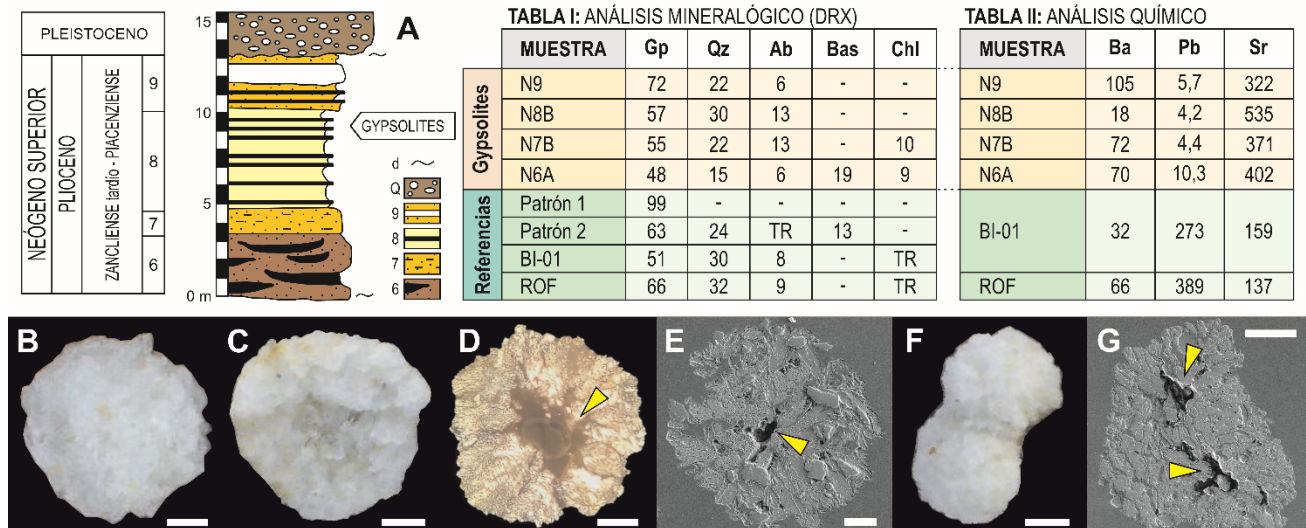 PLEISTOCENO
NEÓGENO SUPERIOR
PLIOCENO
ZANCLIENSE tardío - PIACENZIENSE
9
8
7
6
15
10
5
0 m
A
GYPSOLITES
d
Q
9
8
7
6
TABLA I: ANÁLISIS MINERALÓGICO (DRX)
MUESTRA Gp Qz Ab Bas Chl
Gypsolites
N9 72 22 6 - -
N8B 57 30 13 - -
N7B 55 22 13 - 10
N6A 48 15 6 19 9
Referencias
Patrón 1 99 - - - -
Patrón 2 63 24 TR 13 -
BI-01 51 30 8 TR
ROF 66 32 9 TR
TABLA II: ANÁLISIS QUÍMICO
MUESTRA Ba Pb Sr
N9 105 5,7 322
N8B 18 4,2 535
N7B 72 4,4 371
N6A 70 10,3 402
BI-01 32 273 159
ROF 66 389 137
B
C
D
E
F
G